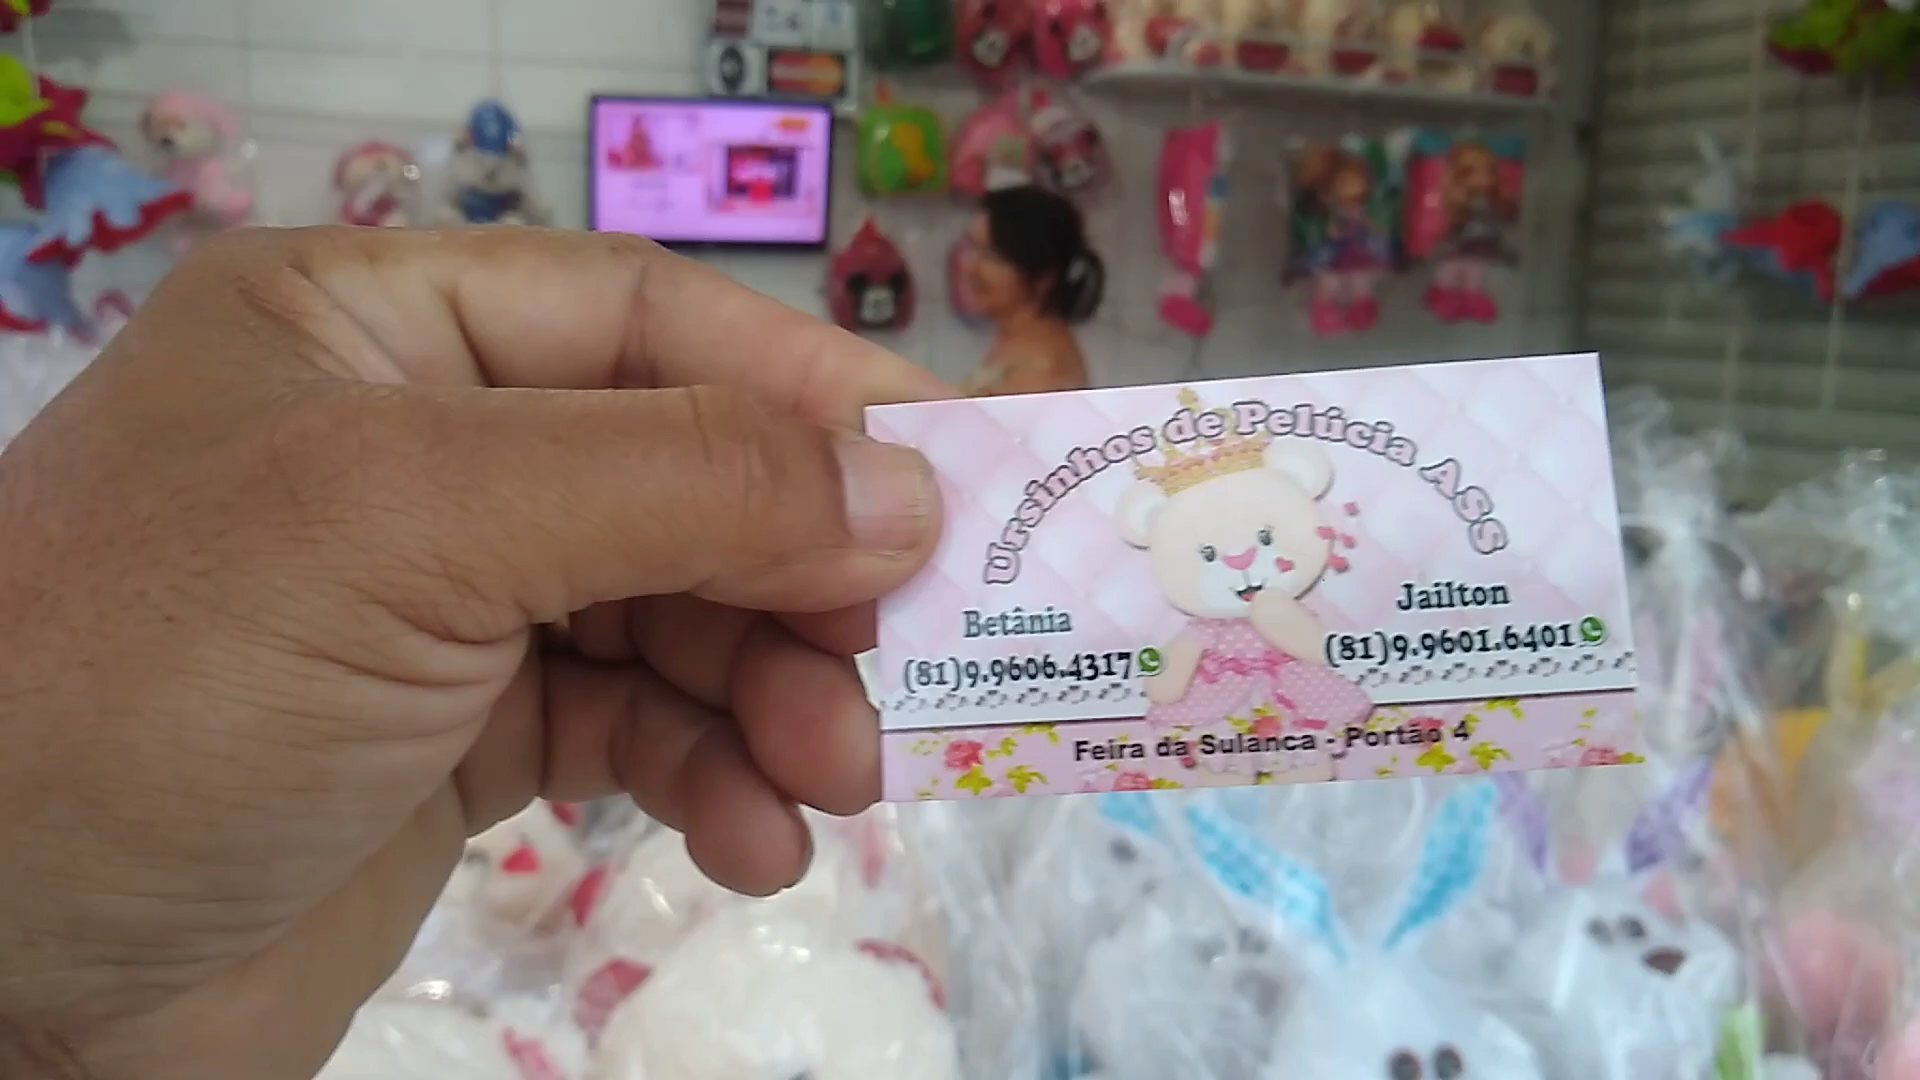 Ursinhos de Pelúcia ASS
Betânia
(81)9.9606.4317
Jailton
(81)9.9601.6401
Feira da Sulanca - Portão 4